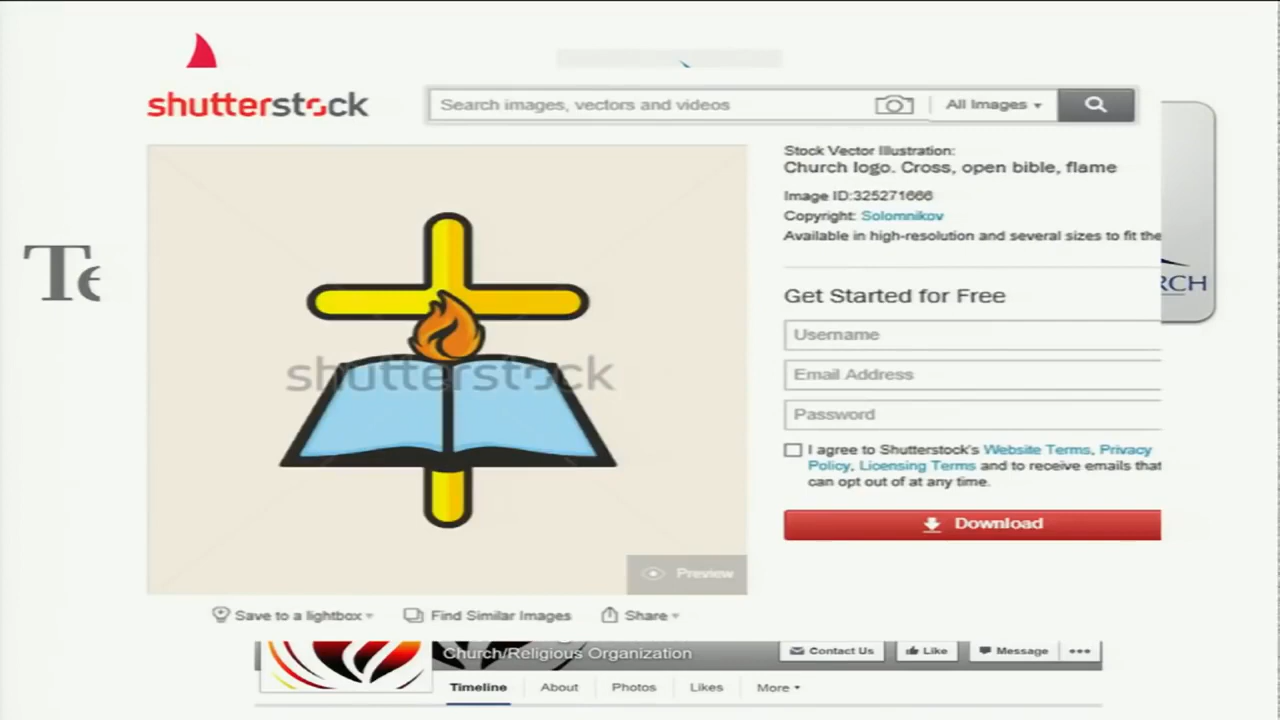 shutterstock
Search images, vectors and videos
All Images
Stock Vector Illustration:
Church logo. Cross, open bible, flame
Image ID:325271666
Copyright: Solomnikov
Available in high-resolution and several sizes to fit the
RCH
Te
Get Started for Free
Username
Email Address
Password
shutterstock
I agree to Shutterstock's Website Terms, Privacy
Policy, Licensing Terms and to receive emails that
can opt out of at any time.
Download
Preview
Save to a lightbox
Find Similar Images
Share
Church/Religious Organization
Contact Us
Like
Message
Timeline
About
Photos
Likes
More